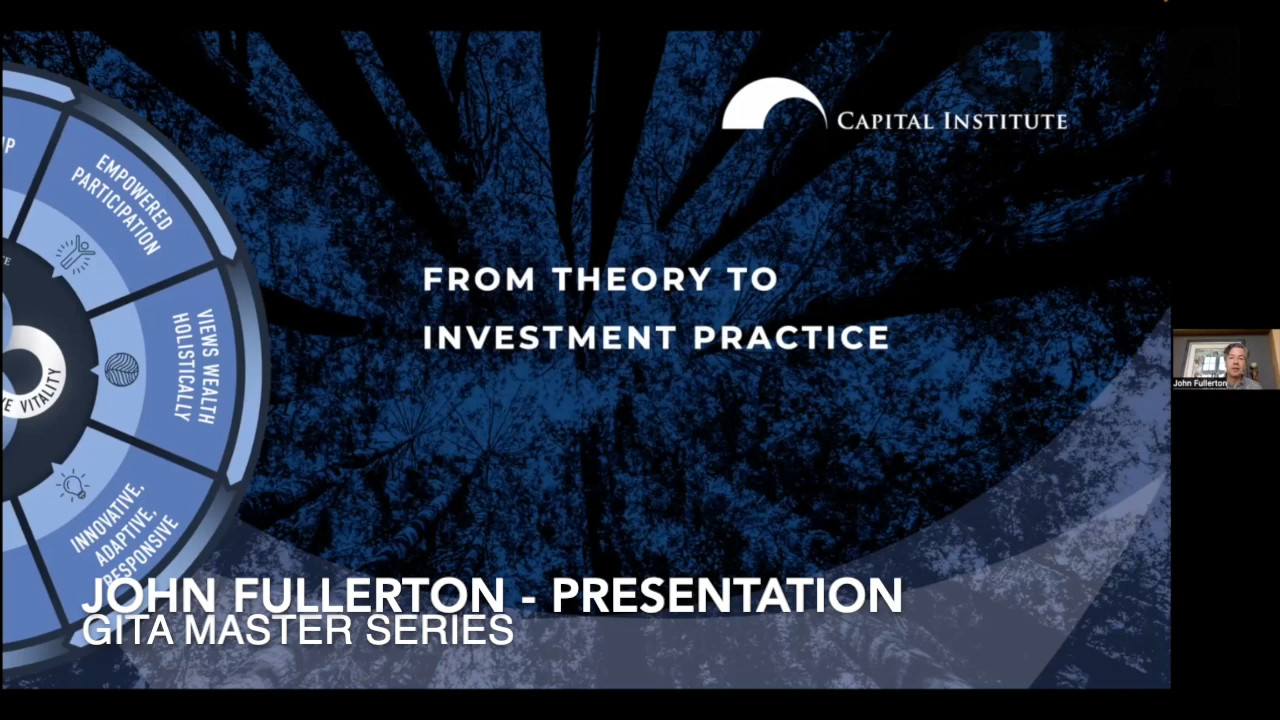 CAPITAL INSTITUTE
EMPOWERED
PARTICIPATION
FROM THEORY TO
INVESTMENT PRACTICE
VIEWS WEALTH
HOLISTICALLY
John Fullerton
VITALITY
INNOVATIVE,
ADAPTIVE,
RESPONSIVE
JOHN FULLERTON - PRESENTATION
GITA MASTER SERIES